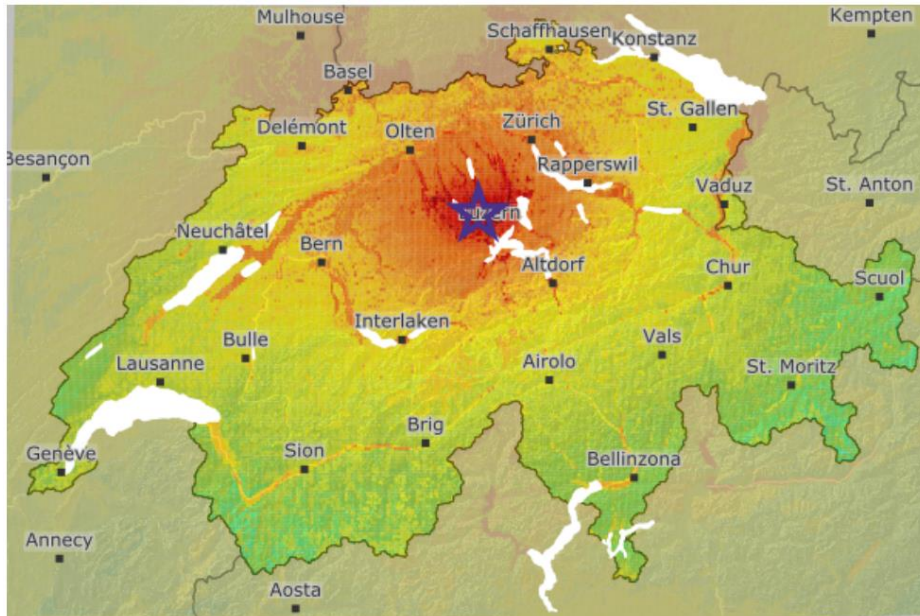 Mulhouse
Kempten
Schaffhausen
Konstanz
Basel
St. Gallen
Delémont
Olten
Zürich
Besançon
Rapperswil
Vaduz
St. Anton
Luzern
Neuchâtel
Bern
Altdorf
Chur
Scuol
Interlaken
Bulle
Vals
Lausanne
Airolo
St. Moritz
Brig
Genève
Sion
Bellinzona
Annecy
Aosta